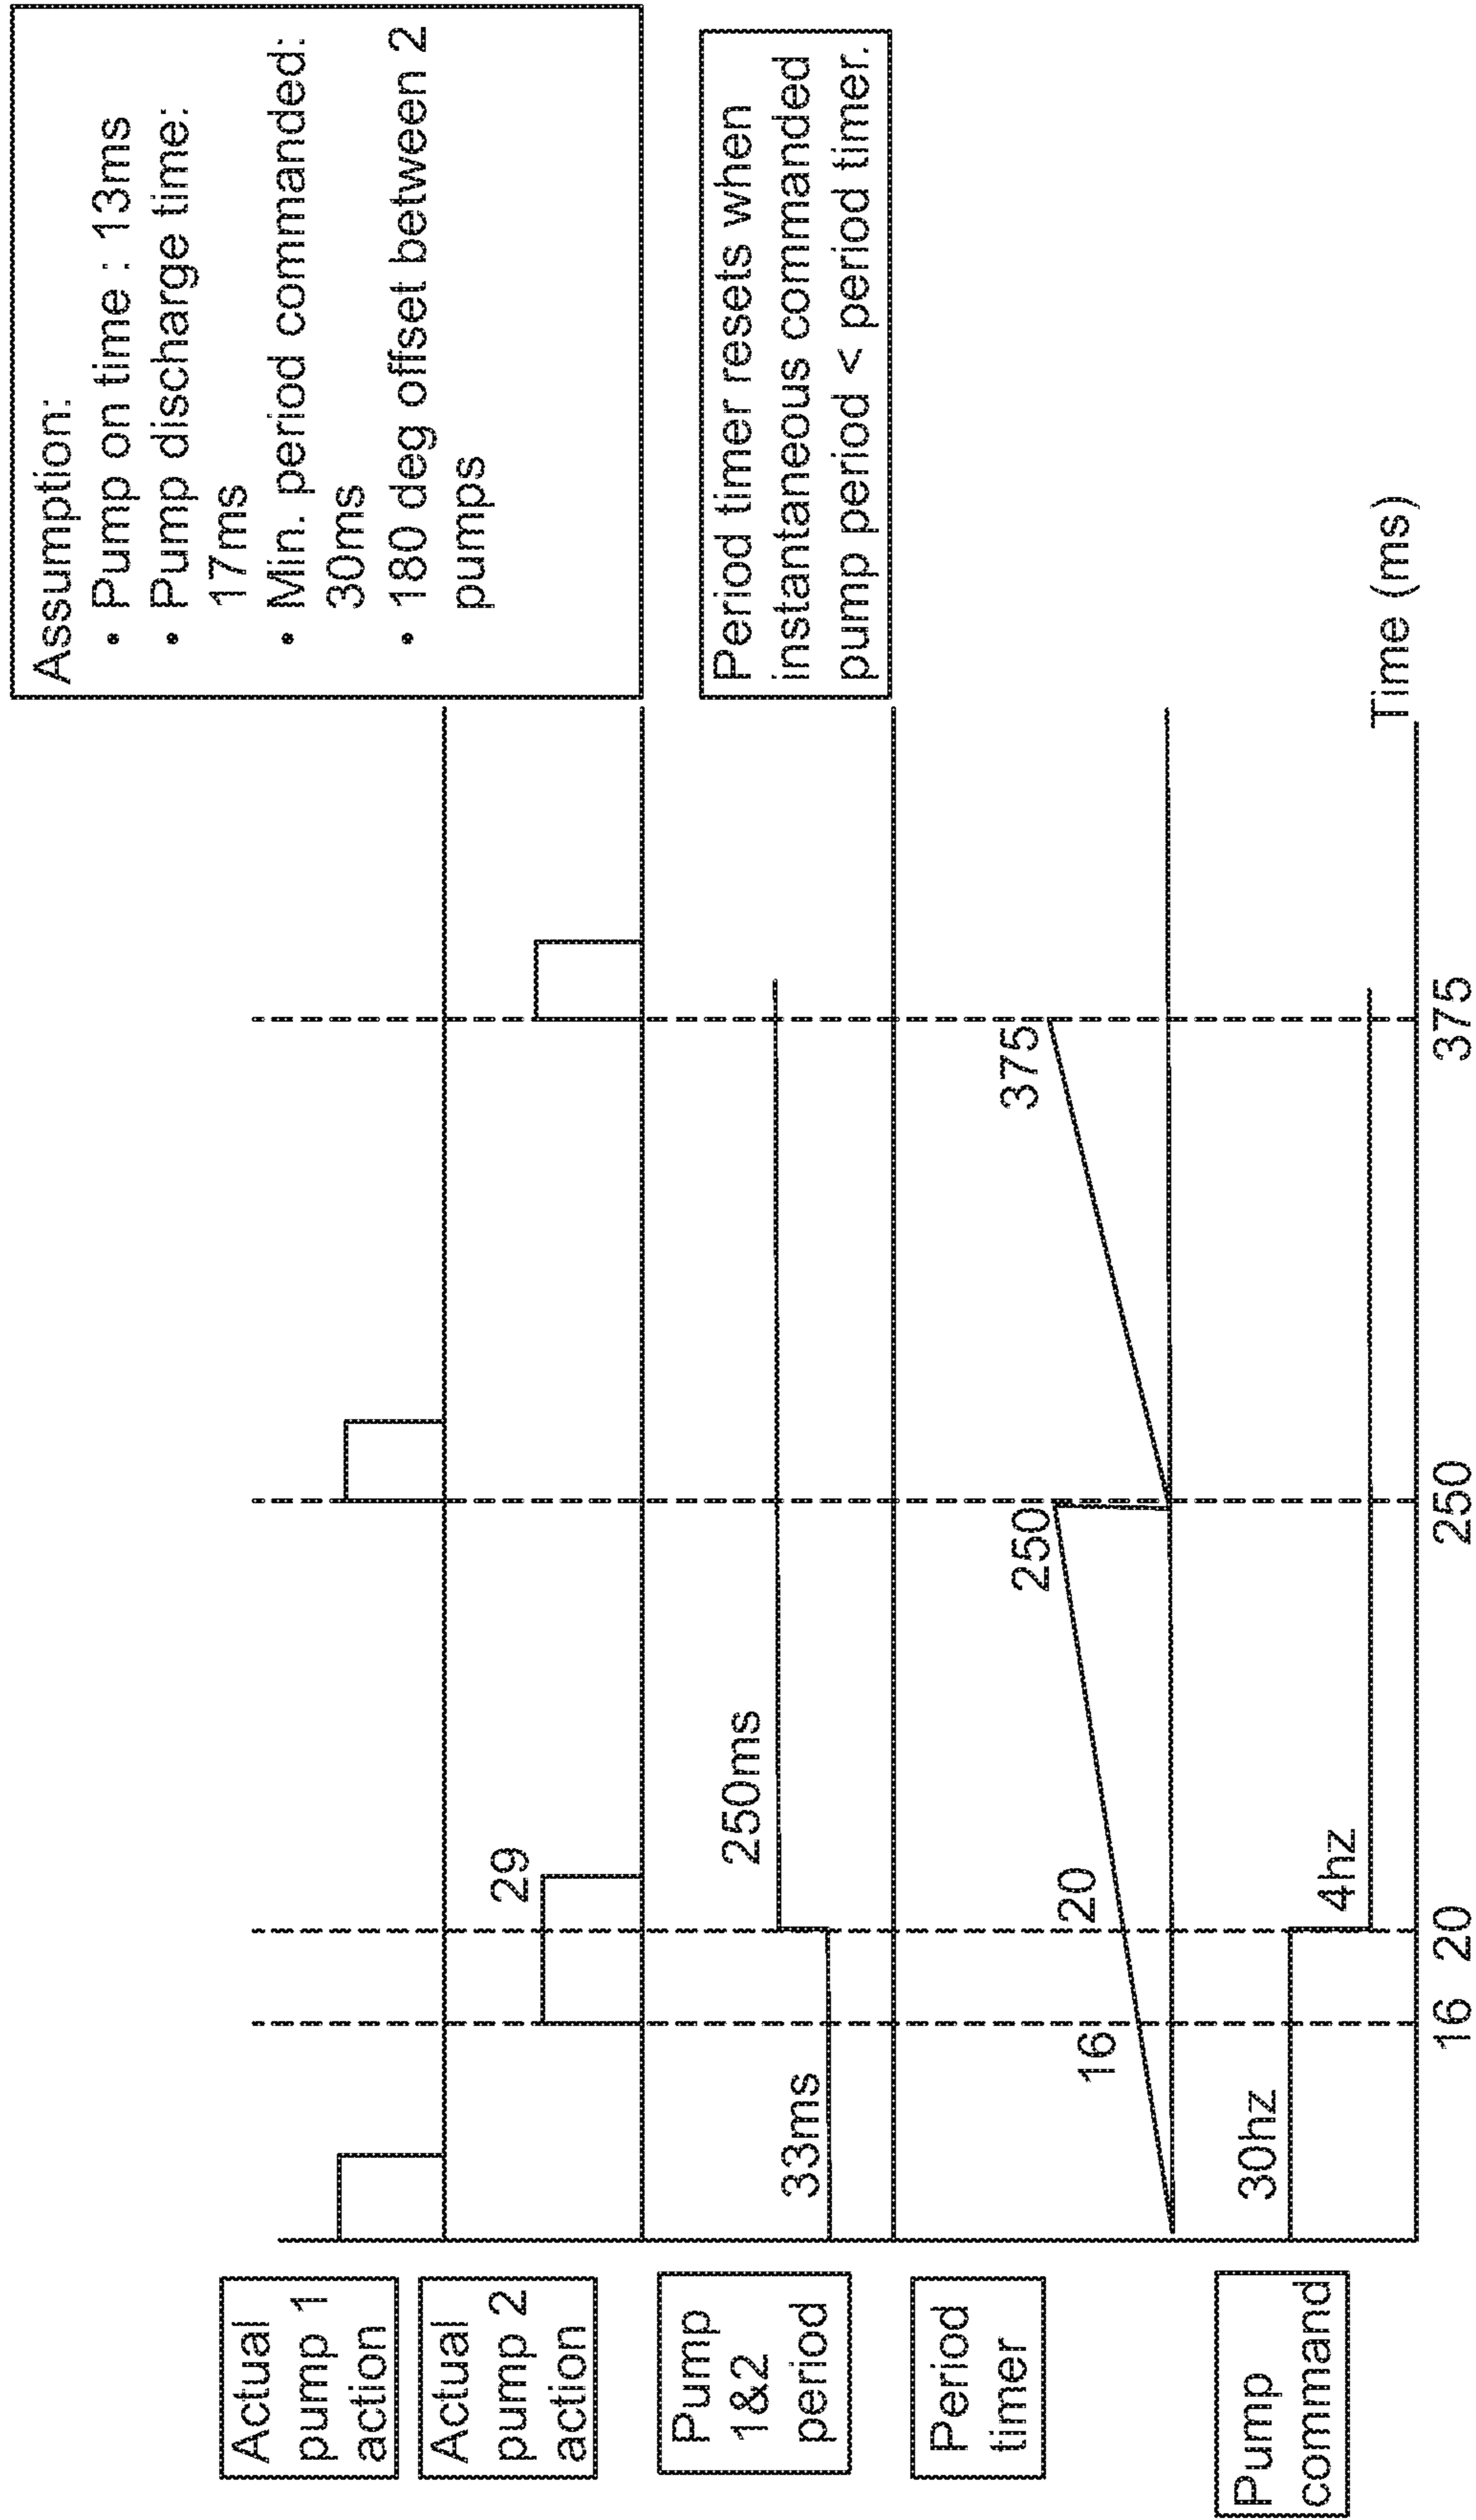 Assumption:
• Pump on time : 13ms
• Pump discharge time:
17ms
• Min. period commanded:
30ms
• 180 deg offset between 2
pumps
Period timer resets when
instantaneous commanded
pump period < period timer.
Actual
pump 1
action
Actual
pump 2
action
29
Pump
1&2
period
33ms
250ms
Period
timer
16
20
250
375
Pump
command
30hz
4hz
16
20
250
375
Time (ms)